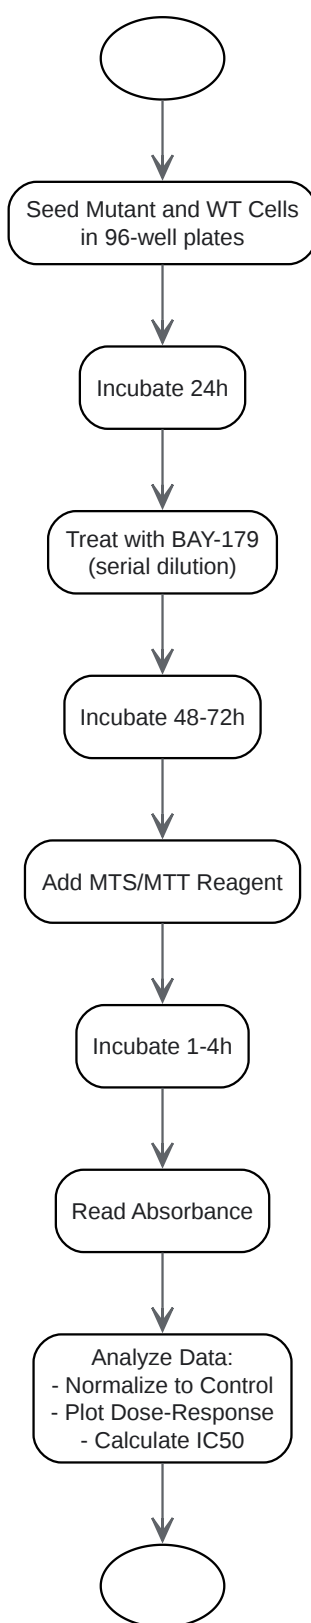 Seed Mutant and WT Cells
in 96-well plates
Incubate 24h
Treat with BAY-179
(serial dilution)
Incubate 48-72h
Add MTS/MTT Reagent
Incubate 1-4h
Read Absorbance
Analyze Data:
- Normalize to Control
- Plot Dose-Response
- Calculate IC50